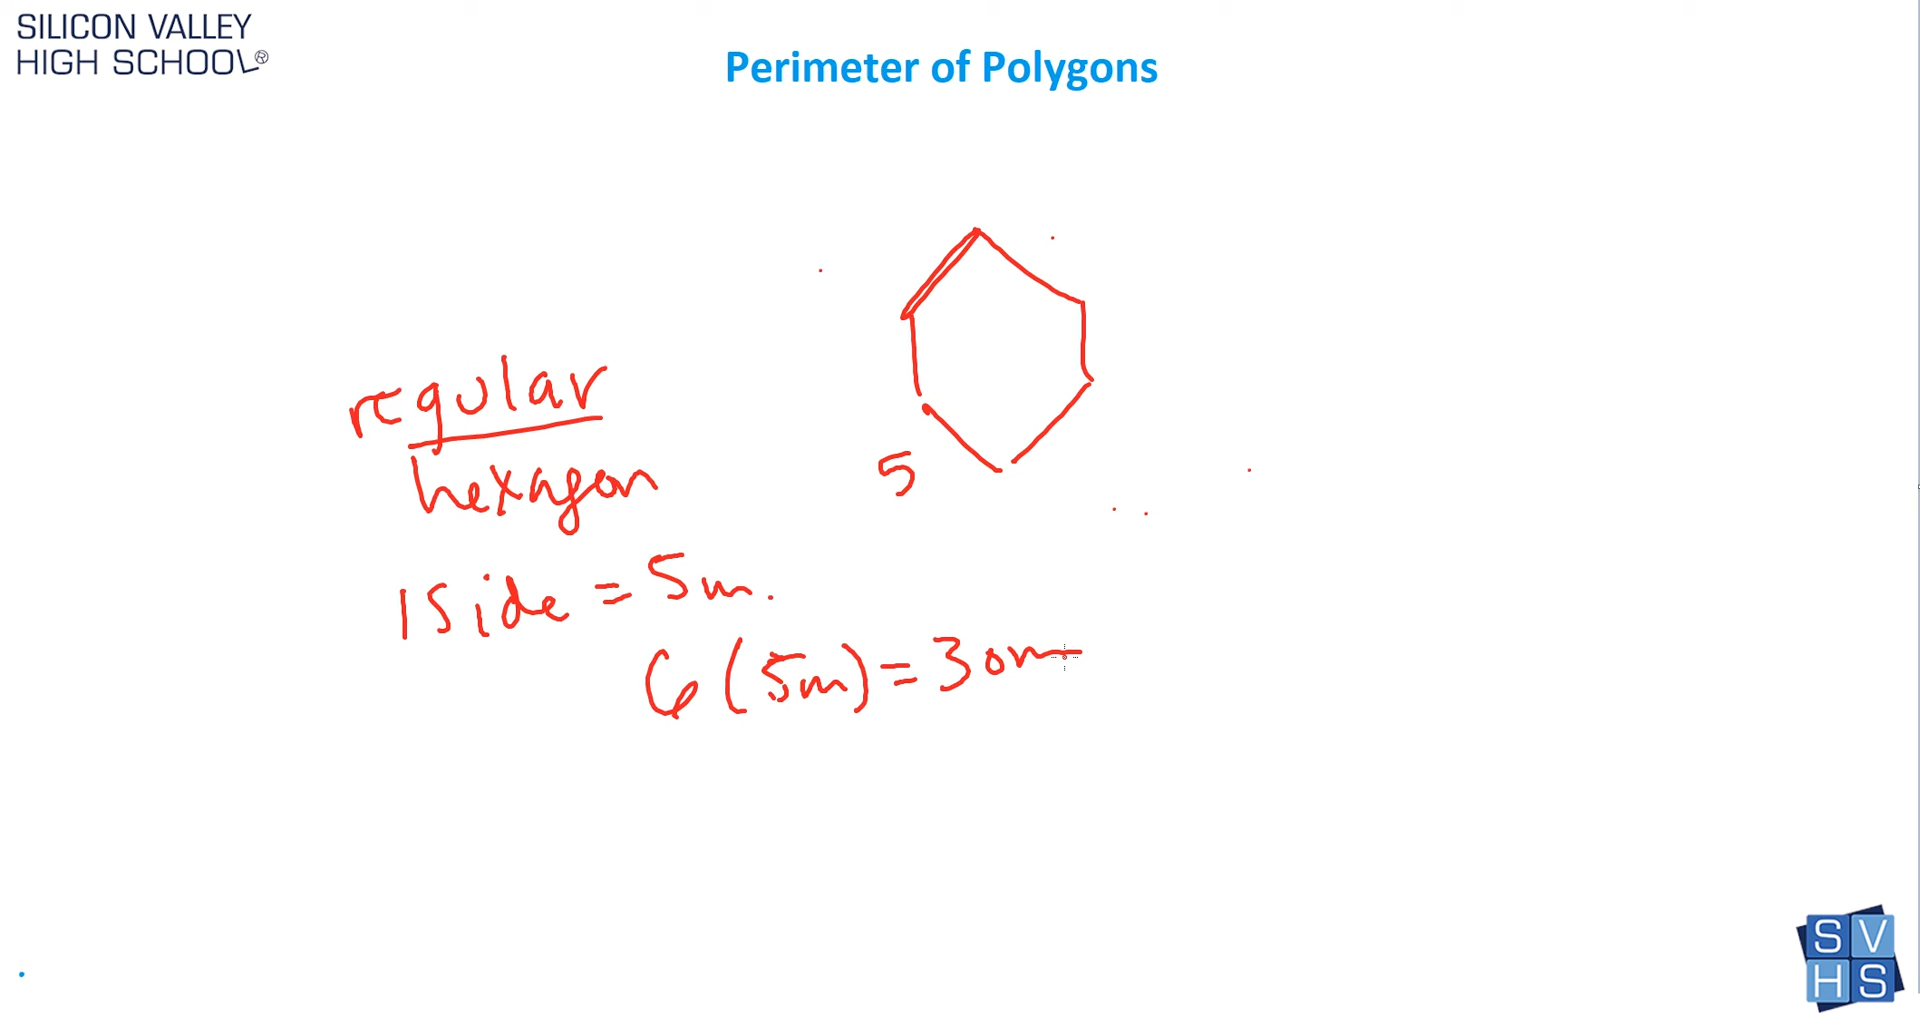 SILICON VALLEY
HIGH SCHOOL®
Perimeter of Polygons
regular
hexagon
5
1 Side = 5m.
6 (5m) = 30m
SV
HS